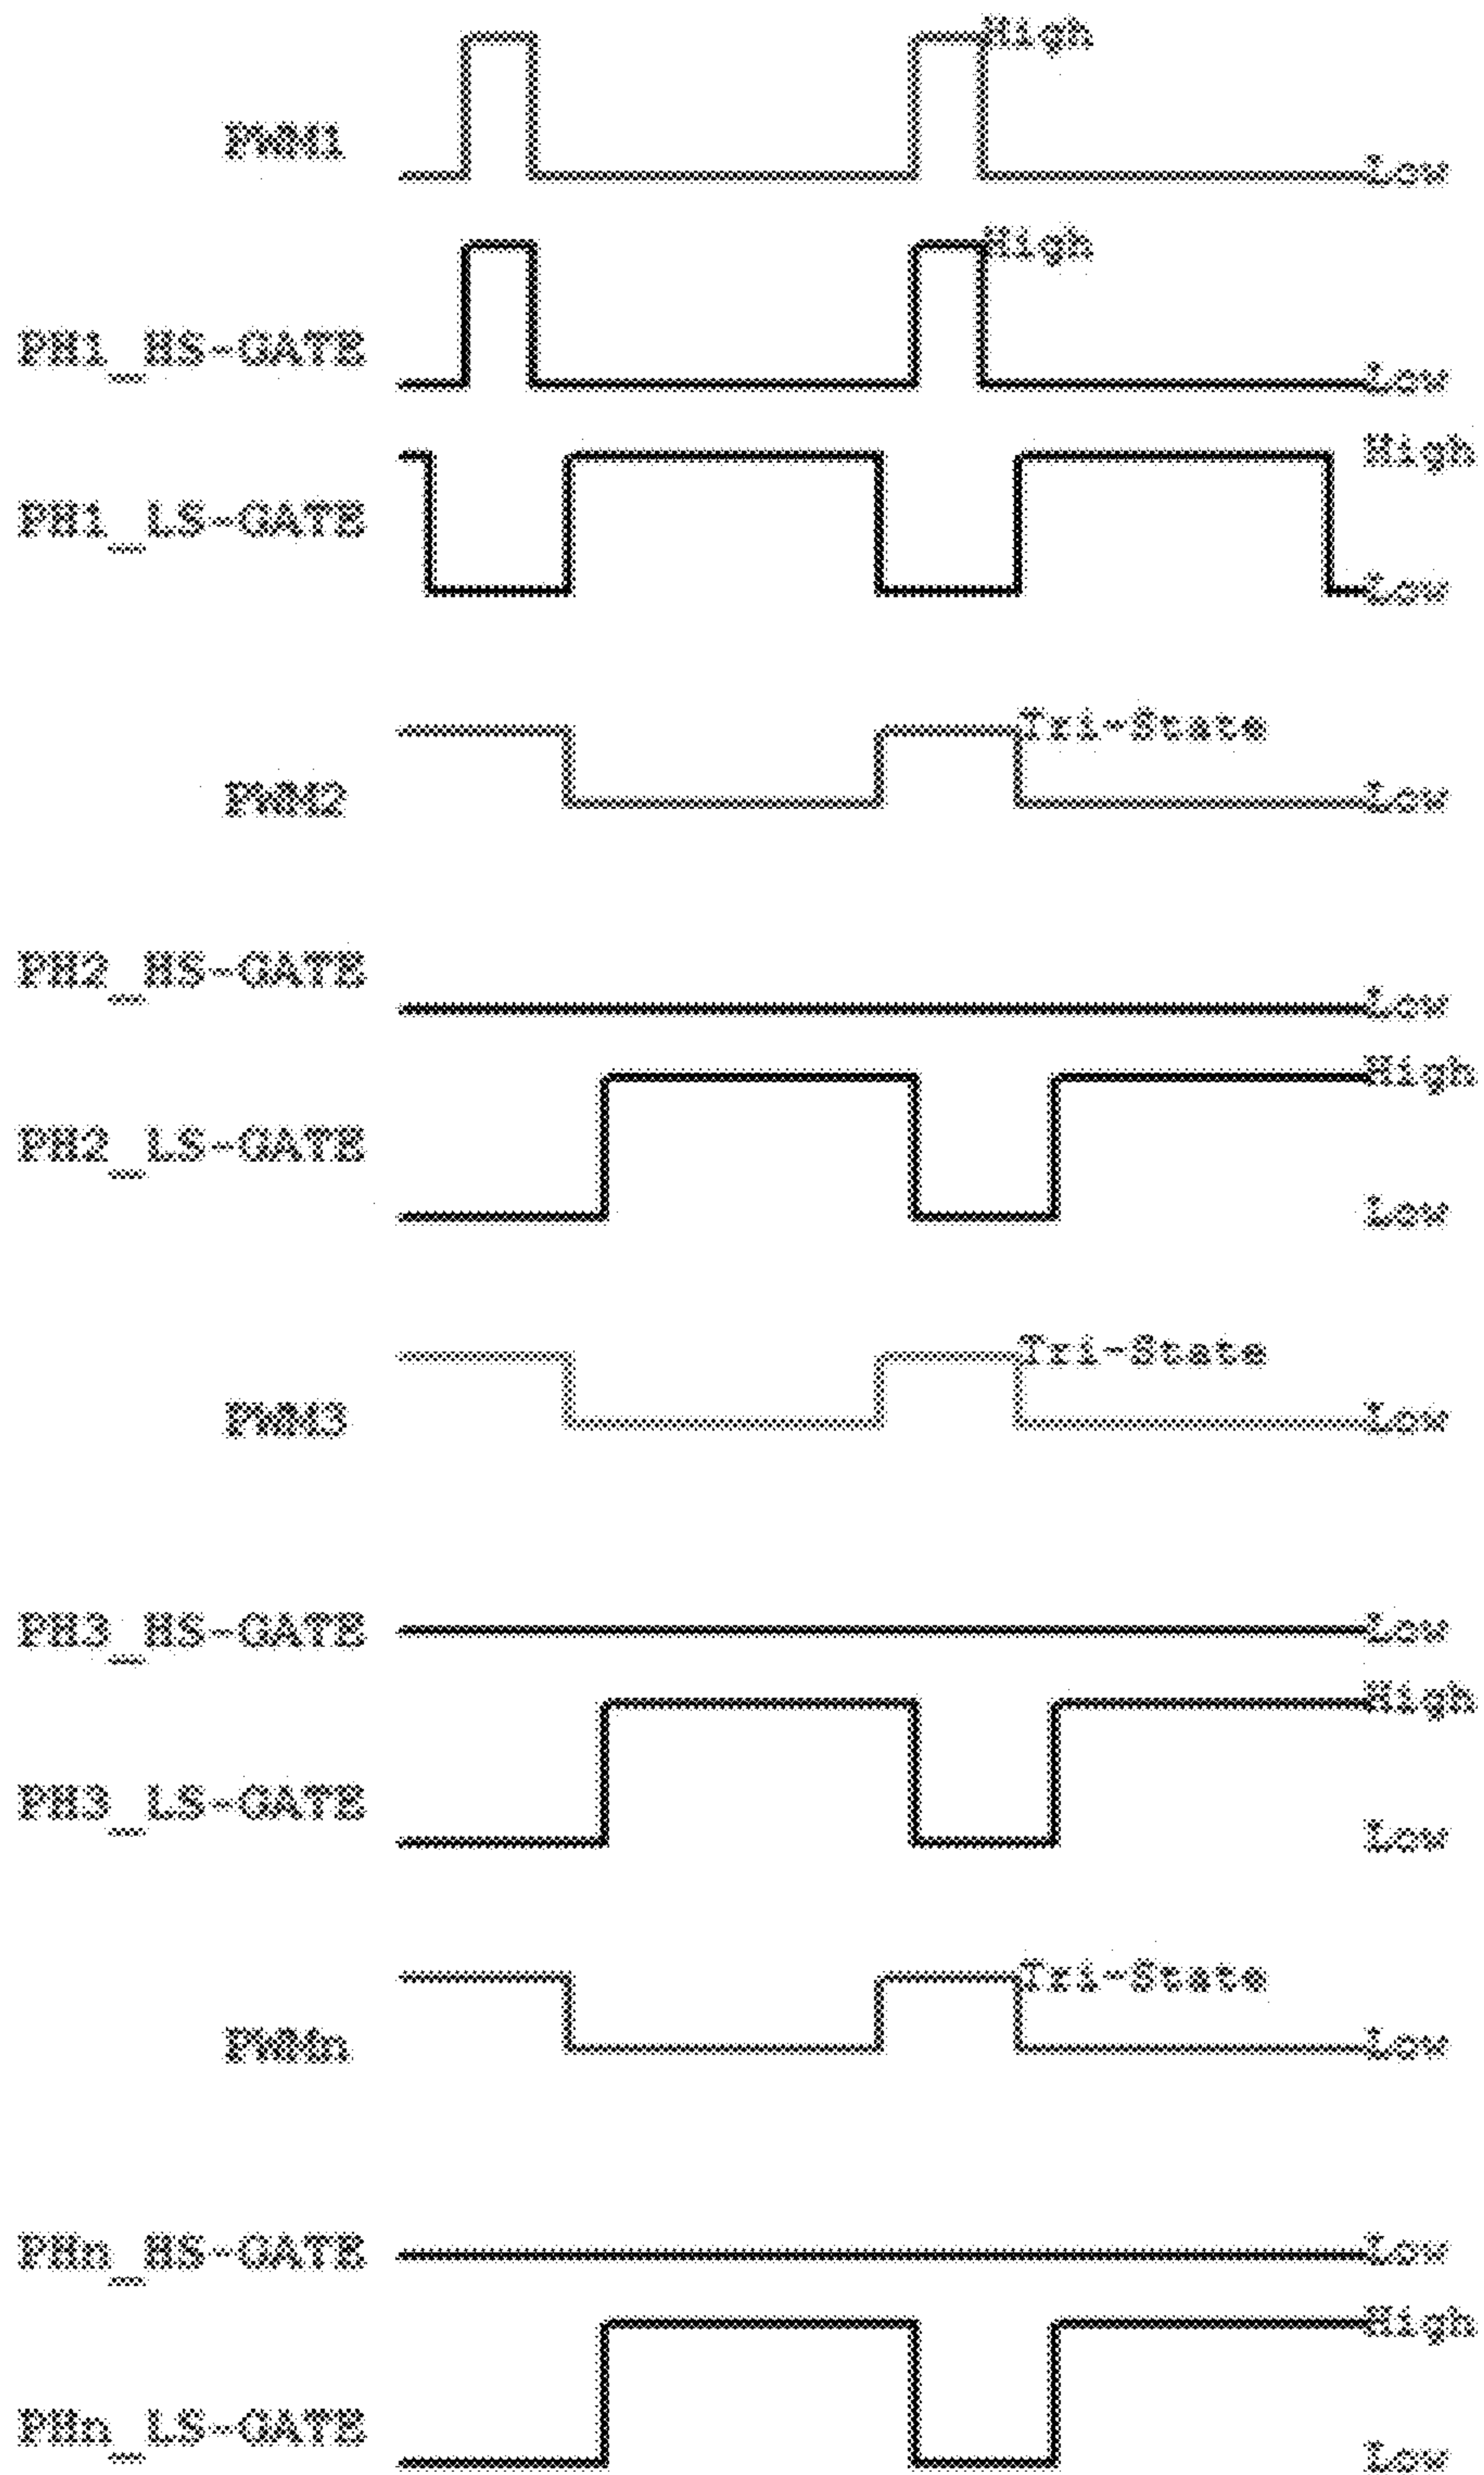 High
PWM1
Low
High
PH1_HS-GATE
Low
High
PH1_LS-GATE
Low
Tri-State
PWM2
Low
PH2_HS-GATE
Low
High
PH2_LS-GATE
Low
Tri-State
PWM3
Low
PH3_HS-GATE
Low
High
PH3_LS-GATE
Low
Tri-State
PWMn
Low
PHn_HS-GATE
Low
High
PHn_LS-GATE
Low